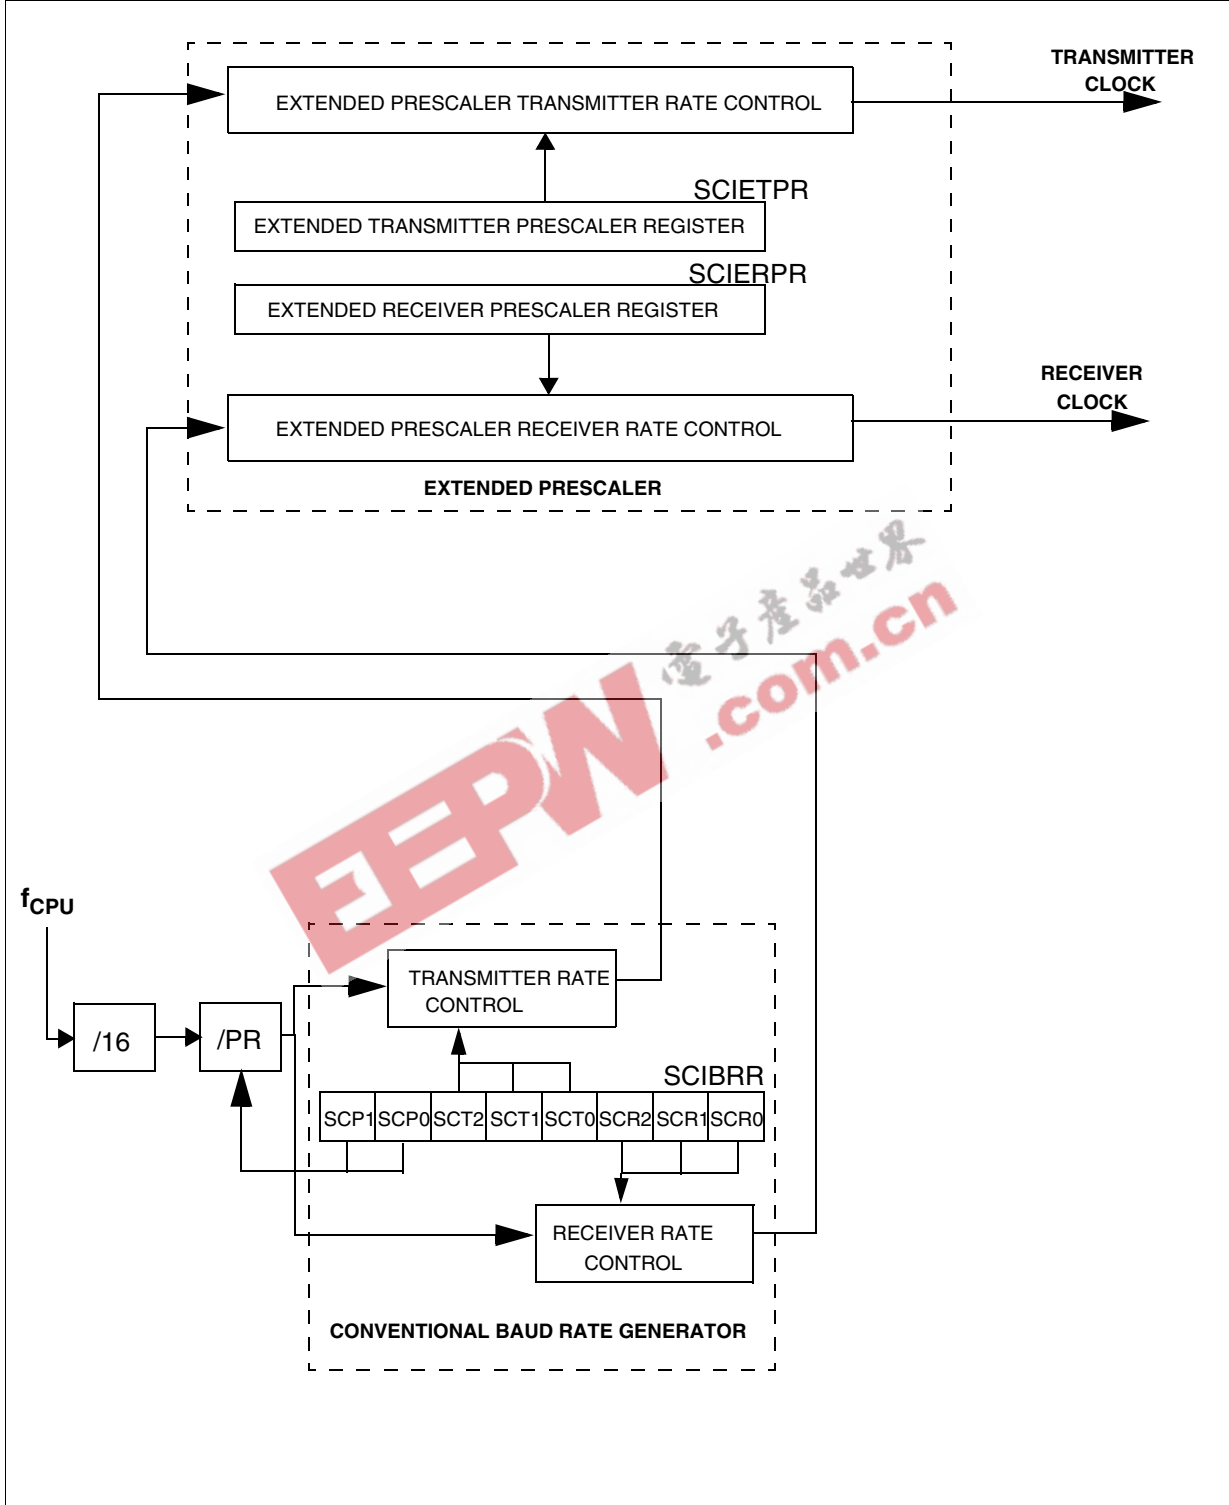 TRANSMITTER
CLOCK
EXTENDED PRESCALER TRANSMITTER RATE CONTROL
SCIETPR
EXTENDED TRANSMITTER PRESCALER REGISTER
SCIERPR
EXTENDED RECEIVER PRESCALER REGISTER
RECEIVER
CLOCK
EXTENDED PRESCALER RECEIVER RATE CONTROL
EXTENDED PRESCALER
電子產品世界
.com.cn
EEPW
fCPU
TRANSMITTER RATE
CONTROL
/16
/PR
SCIBRR
SCP1 SCP0 SCT2 SCT1 SCT0 SCR2 SCR1 SCR0
RECEIVER RATE
CONTROL
CONVENTIONAL BAUD RATE GENERATOR